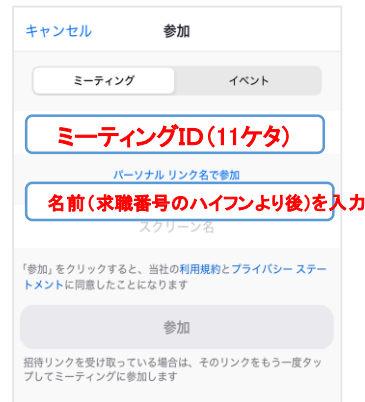 キャンセル 参加
ミーティング イベント
ミーティングID（11ケタ）
パーソナル リンク名で参加
名前（求職番号のハイフンより後）を入力
スクリーン名
「参加」をクリックすると、当社の利用規約とプライバシー ステー
トメントに同意したことになります
参加
招待リンクを受け取っている場合は、そのリンクをもう一度タッ
プしてミーティングに参加します